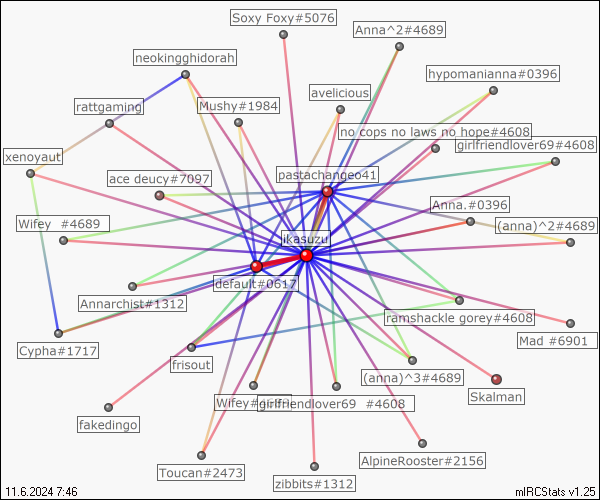 Soxy Foxy#5076
Anna^2#4689
neokingghidorah
hypomanianna#0396
avelicious
rattgaming
Mushy#1984
no cops no laws no hope#4608
girlfriendlover69#4608
xenoyaut
pastachangeo41
ace deucy#7097
Anna.#0396
Wifey  #4689
(anna)^2#4689
jikasuzu
default#0617
Annarchist#1312
ramshackle gorey#4608
Mad #6901
Cypha#1717
frisout
(anna)^3#4689
Skalman
girlfriendlover69  #4608
fakedingo
AlpineRooster#2156
Toucan#2473
zibbits#1312
11.6.2024 7:46
mIRCStats v1.25